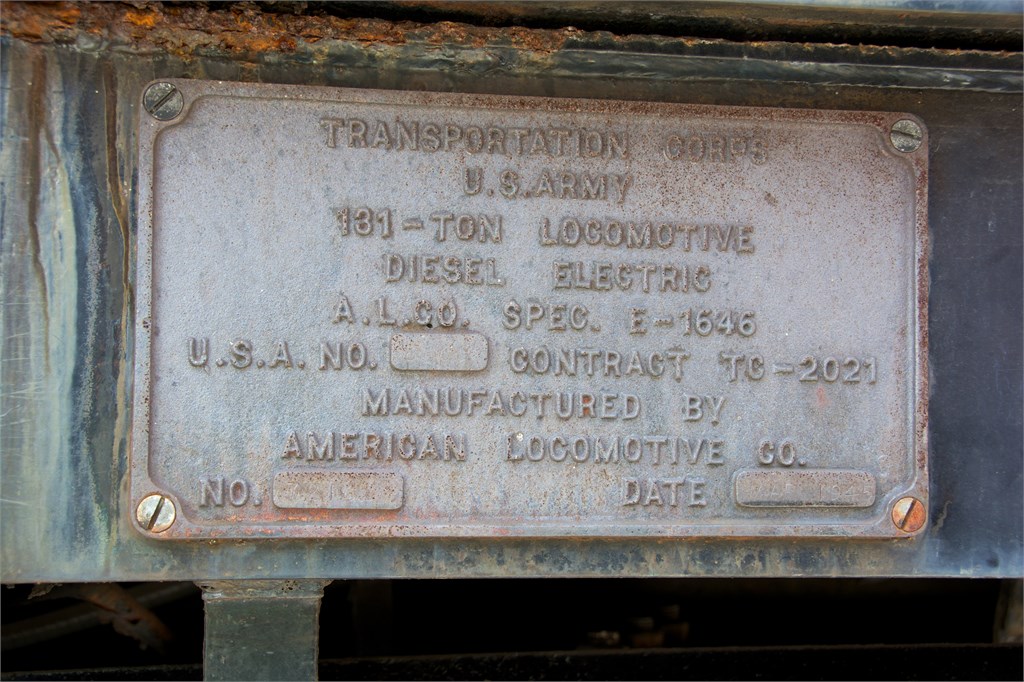 TRANSPORTATION CORPS
U.S. ARMY
131-TON LOCOMOTIVE
DIESEL ELECTRIC
A.L.CO. SPEC. E-1646
U.S.A. NO. CONTRACT TC-2021
MANUFACTURED BY
AMERICAN LOCOMOTIVE CO.
NO. DATE